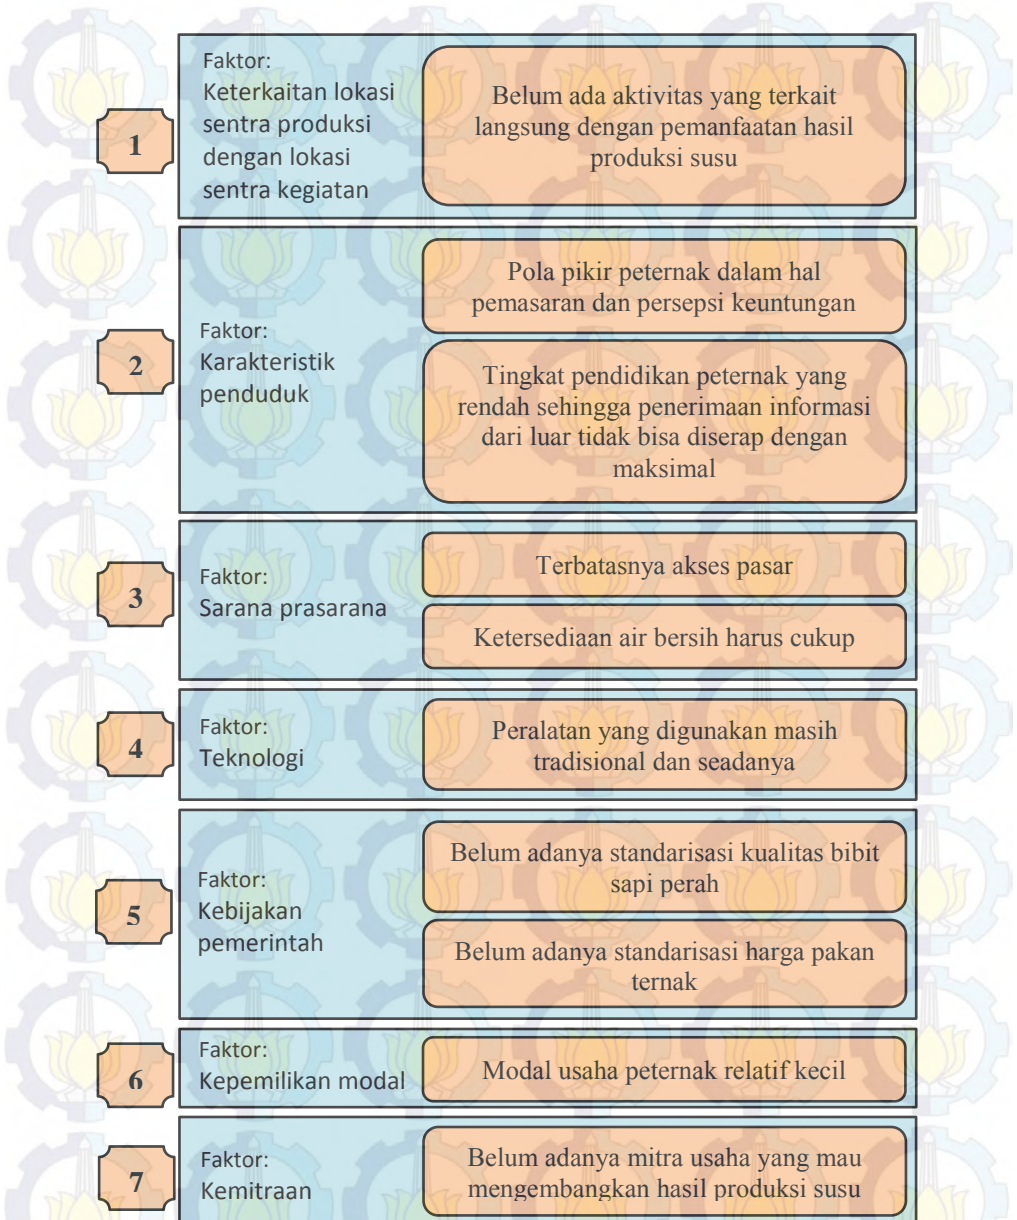 1
Faktor:
Keterkaitan lokasi
sentra produksi
dengan lokasi
sentra kegiatan
Belum ada aktivitas yang terkait
langsung dengan pemanfaatan hasil
produksi susu
2
Faktor:
Karakteristik
penduduk
Pola pikir peternak dalam hal
pemasaran dan persepsi keuntungan
Tingkat pendidikan peternak yang
rendah sehingga penerimaan informasi
dari luar tidak bisa diserap dengan
maksimal
3
Faktor:
Sarana prasarana
Terbatasnya akses pasar
Ketersediaan air bersih harus cukup
4
Faktor:
Teknologi
Peralatan yang digunakan masih
tradisional dan seadanya
5
Faktor:
Kebijakan
pemerintah
Belum adanya standarisasi kualitas bibit
sapi perah
Belum adanya standarisasi harga pakan
ternak
6
Faktor:
Kepemilikan modal
Modal usaha peternak relatif kecil
7
Faktor:
Kemitraan
Belum adanya mitra usaha yang mau
mengembangkan hasil produksi susu